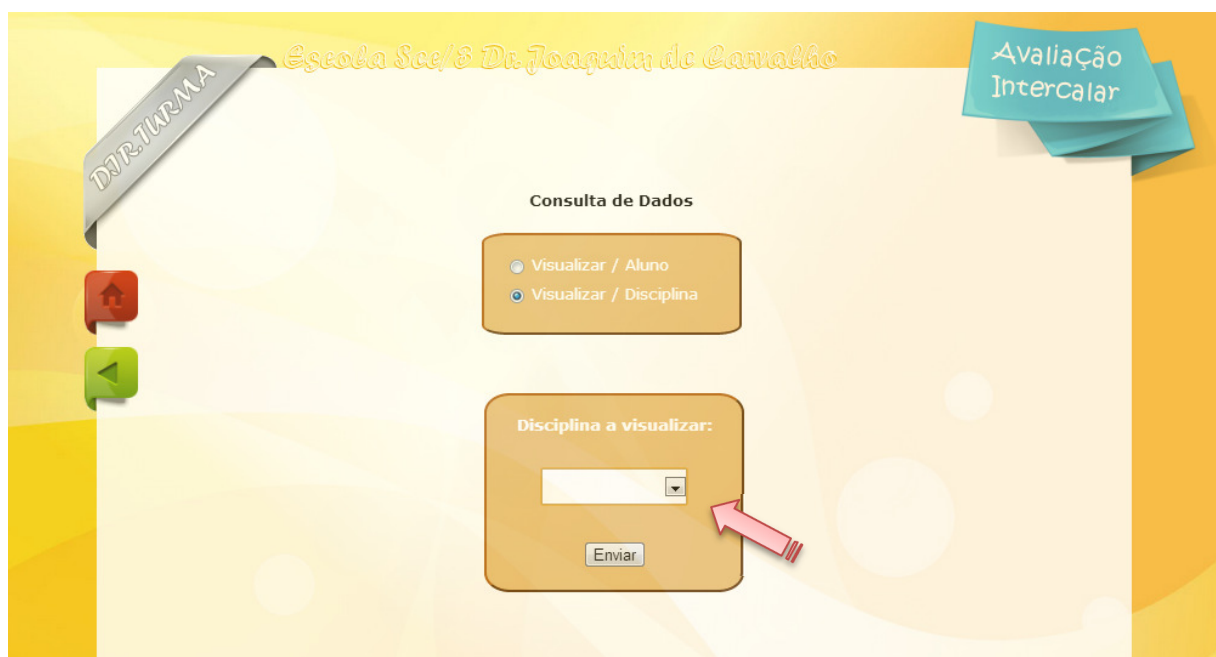 Escola Sec/3 Dr. Joaquim de Carvalho
Avaliação
Intercalar
DIR.TURMA
Consulta de Dados
Visualizar / Aluno
Visualizar / Disciplina
Disciplina a visualizar:
Enviar